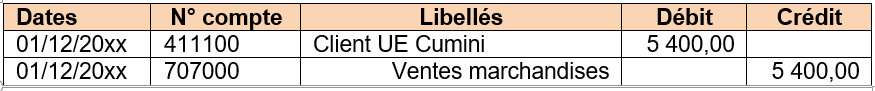 Dates N° compte Libellés Débit Crédit
01/12/20xx 411100 Client UE Cumini 5 400,00
01/12/20xx 707000 Ventes marchandises 5 400,00